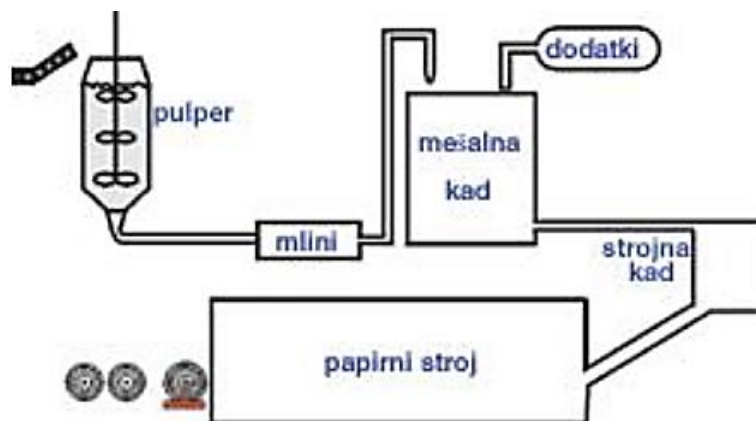 dodatki
pulper
mešalna
kad
mlini
strojna
kad
papirni stroj